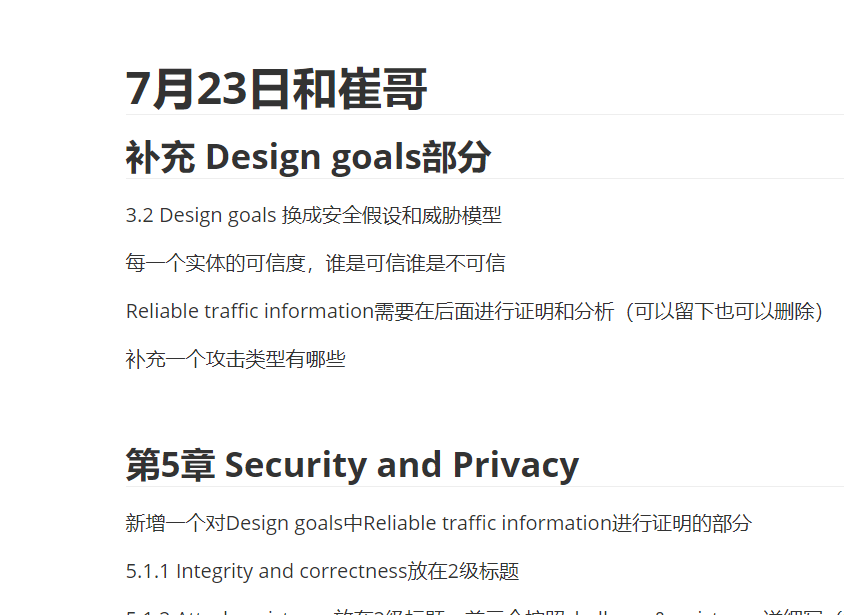 7月23日和崔哥
补充 Design goals部分
3.2 Design goals 换成安全假设和威胁模型
每一个实体的可信度，谁是可信谁是不可信
Reliable traffic information需要在后面进行证明和分析（可以留下也可以删除）
补充一个攻击类型有哪些
第5章 Security and Privacy
新增一个对Design goals中Reliable traffic information进行证明的部分
5.1.1 Integrity and correctness放在2级标题